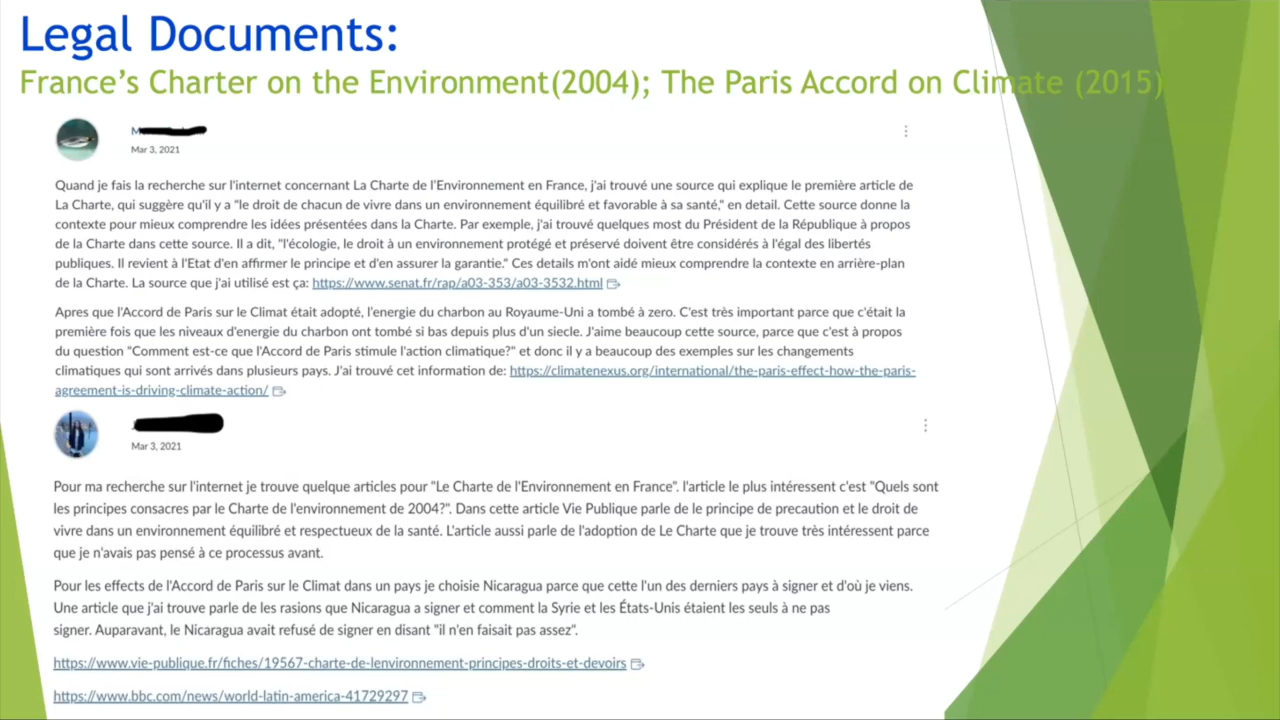 Legal Documents:
France's Charter on the Environment(2004); The Paris Accord on Climate (2015)
Mar 3, 2021
Quand je fais la recherche sur l'internet concernant La Charte de l'Environnement en France, j'ai trouvé une source qui explique le première article de
La Charte, qui suggère qu'il y a "le droit de chacun de vivre dans un environnement équilibré et favorable à sa santé," en detail. Cette source donne la
contexte pour mieux comprendre les idées présentées dans la Charte. Par exemple, j'ai trouvé quelques most du Président de la République à propos
de la Charte dans cette source. Il a dit, "l'écologie, le droit à un environnement protégé et préservé doivent être considérés à l'égal des libertés
publiques. Il revient à l'Etat d'en affirmer le principe et d'en assurer la garantie." Ces details m'ont aidé mieux comprendre la contexte en arrière-plan
de la Charte. La source que j'ai utilisé est ça: https://www.senat.fr/rap/a03-353/a03-3532.html
Apres que l'Accord de Paris sur le Climat était adopté, l'energie du charbon au Royaume-Uni a tombé à zero. C'est très important parce que c'était la
première fois que les niveaux d'energie du charbon ont tombé si bas depuis plus d'un siecle. J'aime beaucoup cette source, parce que c'est à propos
du question "Comment est-ce que l'Accord de Paris stimule l'action climatique?" et donc il y a beaucoup des exemples sur les changements
climatiques qui sont arrivés dans plusieurs pays. J'ai trouvé cet information de: https://climatenexus.org/international/the-paris-effect-how-the-paris-
agreement-is-driving-climate-action/
Mar 3, 2021
Pour ma recherche sur l'internet je trouve quelque articles pour "Le Charte de l'Environnement en France". l'article le plus intéressent c'est "Quels sont
les principes consacres par le Charte de l'environnement de 2004?". Dans cette article Vie Publique parle de le principe de precaution et le droit de
vivre dans un environnement équilibré et respectueux de la santé. L'article aussi parle de l'adoption de Le Charte que je trouve très intéressent parce
que je n'avais pas pensé à ce processus avant.
Pour les effects de l'Accord de Paris sur le Climat dans un pays je choisie Nicaragua parce que cette l'un des derniers pays à signer et d'où je viens.
Une article que j'ai trouve parle de les rasions que Nicaragua a signer et comment la Syrie et les États-Unis étaient les seuls à ne pas
signer. Auparavant, le Nicaragua avait refusé de signer en disant "il n'en faisait pas assez".
https://www.vie-publique.fr/fiches/19567-charte-de-lenvironnement-principes-droits-et-devoirs
https://www.bbc.com/news/world-latin-america-41729297